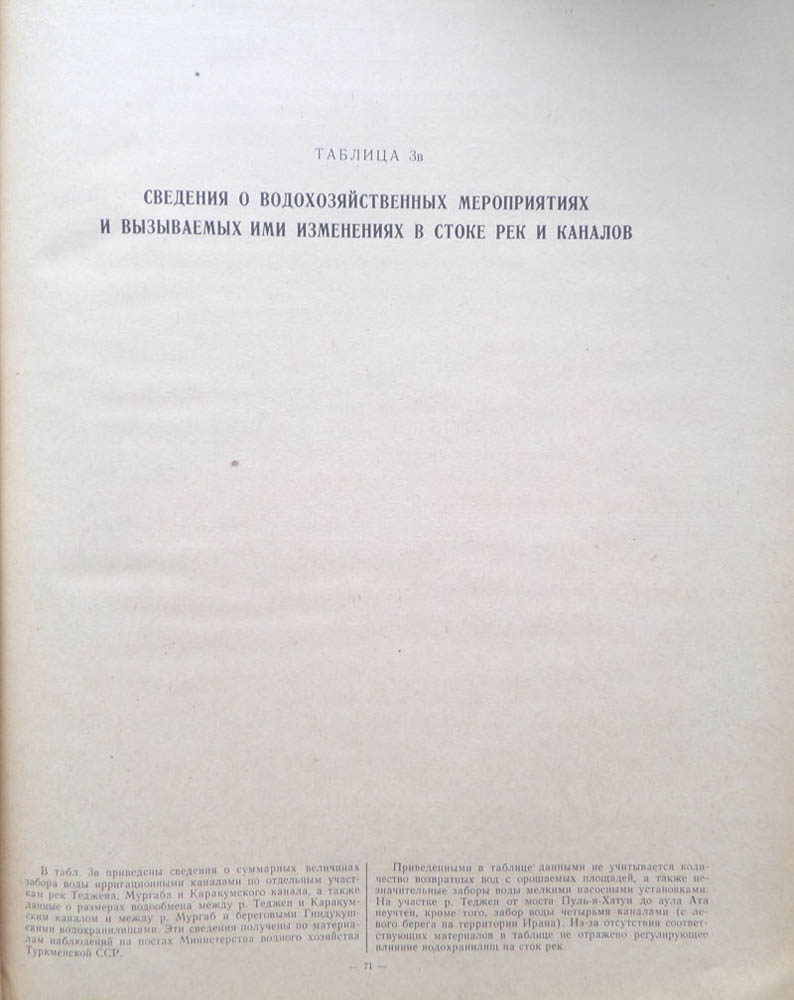 ТАБЛИЦА 3в
СВЕДЕНИЯ О ВОДОХОЗЯЙСТВЕННЫХ МЕРОПРИЯТИЯХ
И ВЫЗЫВАЕМЫХ ИМИ ИЗМЕНЕНИЯХ В СТОКЕ РЕК И КАНАЛОВ
В табл. 3в приведены сведения о суммарных величинах
забора воды ирригационными каналами по отдельным участ-
кам рек Теджена, Мургаба и Каракумского канала, а также
данные о размерах водообмена между р. Теджен и Каракум-
ским каналом и между р. Мургаб и береговыми Гиндукуш-
скими водохранилищами. Эти сведения получены по материа-
лам наблюдений на постах Министерства водного хозяйства
Туркменской ССР.
Приведенными в таблице данными не учитывается коли-
чество возвратных вод с орошаемых площадей, а также не-
значительные заборы воды мелкими насосными установками.
На участке р. Теджен от моста Пуль-и-Хатун до аула Ата
неучтен, кроме того, забор воды четырьмя каналами (с ле-
вого берега на территории Ирана). Из-за отсутствия соответ-
ствующих материалов в таблице не отражено регулирующее
влияние водохранилищ на сток рек.
— 71 —